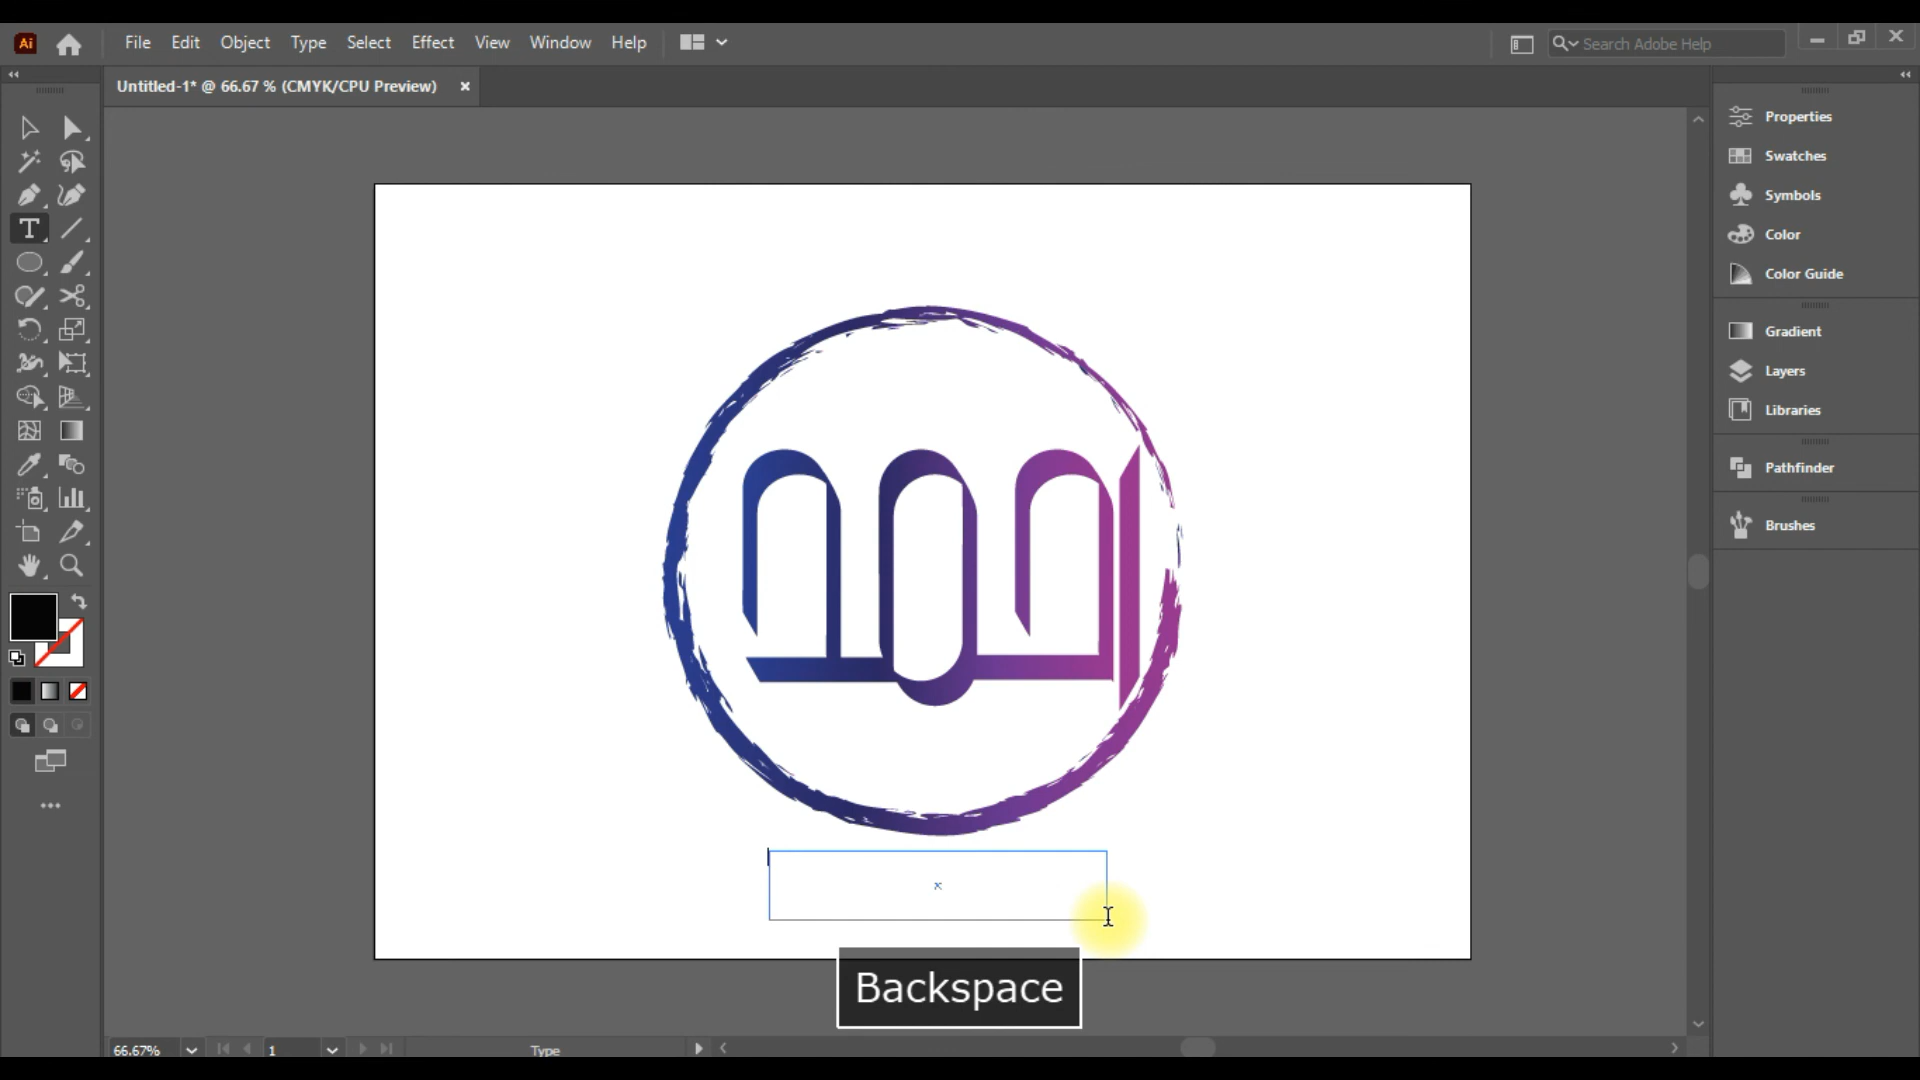 Ai File Edit Object Type Select Effect View Window Help Search Adobe Help
Untitled-1* @ 66.67 % (CMYK/CPU Preview)
Properties
Swatches
Symbols
Color
Color Guide
Gradient
Layers
Libraries
Pathfinder
Brushes
Backspace
66.67% 1 Type